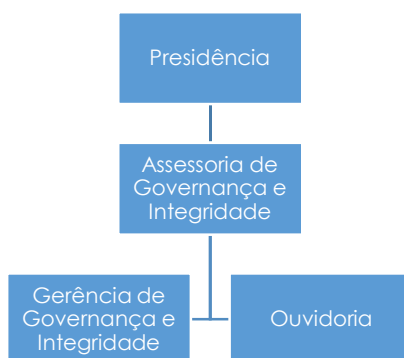 Presidência
Assessoria de
Governança e
Integridade
Gerência de
Governança e
Integridade
Ouvidoria